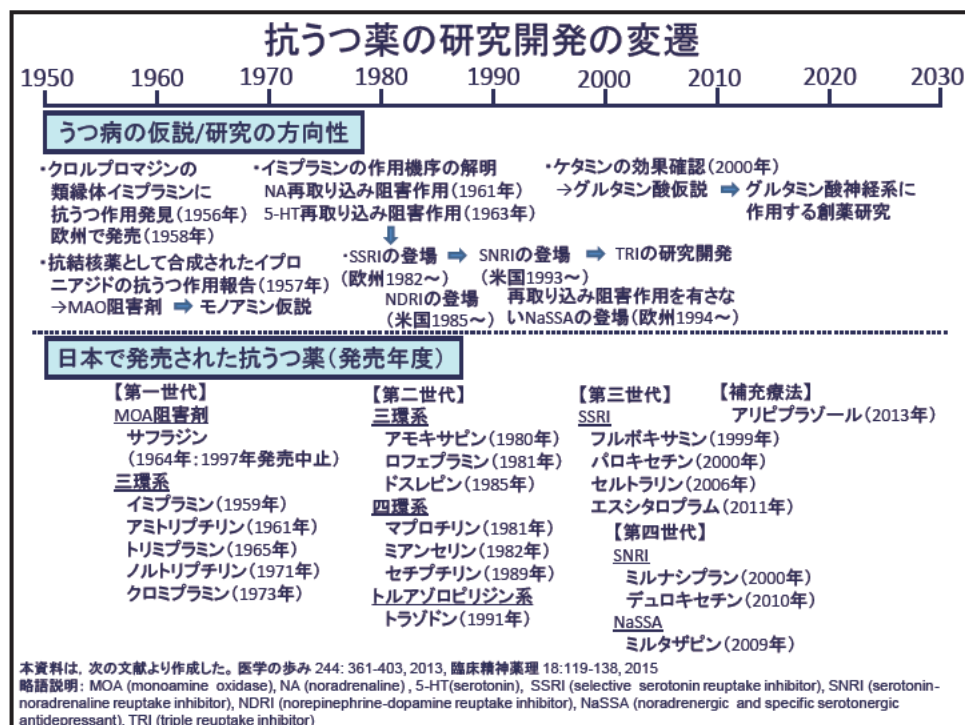 抗うつ薬の研究開発の変遷
1950 1960 1970 1980 1990 2000 2010 2020 2030
うつ病の仮説/研究の方向性
・クロルプロマジンの
類縁体イミプラミンに
抗うつ作用発見(1956年)
欧州で発売(1958年)
・抗結核薬として合成されたイプロ
ニアジドの抗うつ作用報告(1957年)
→MAO阻害剤 ➡ モノアミン仮説
・イミプラミンの作用機序の解明
NA再取り込み阻害作用(1961年)
5-HT再取り込み阻害作用(1963年)
・SSRIの登場 ➡ SNRIの登場 ➡ TRIの研究開発
(欧州1982～) (米国1993～)
NDRIの登場
(米国1985～)
再取り込み阻害作用を有さな
いNaSSAの登場(欧州1994～)
・ケタミンの効果確認(2000年)
→グルタミン酸仮説 ➡ グルタミン酸神経系に
作用する創薬研究
日本で発売された抗うつ薬(発売年度)
【第一世代】
MOA阻害剤
サフラジン
(1964年:1997年発売中止)
三環系
イミプラミン(1959年)
アミトリプチリン(1961年)
トリミプラミン(1965年)
ノルトリプチリン(1971年)
クロミプラミン(1973年)
【第二世代】
三環系
アモキサピン(1980年)
ロフェプラミン(1981年)
ドスレピン(1985年)
四環系
マプロチリン(1981年)
ミアンセリン(1982年)
セチプチリン(1989年)
トルアゾロピリジン系
トラゾドン(1991年)
【第三世代】
SSRI
フルボキサミン(1999年)
パロキセチン(2000年)
セルトラリン(2006年)
エスシタロプラム(2011年)
【第四世代】
SNRI
ミルナシプラン(2000年)
デュロキセチン(2010年)
NaSSA
ミルタザピン(2009年)
【補充療法】
アリピプラゾール(2013年)
本資料は，次の文献より作成した。医学の歩み 244: 361-403, 2013, 臨床精神薬理 18:119-138, 2015
略語説明：MOA (monoamine oxidase), NA (noradrenaline) , 5-HT(serotonin), SSRI (selective serotonin reuptake inhibitor), SNRI (serotonin-
noradrenaline reuptake inhibitor), NDRI (norepinephrine-dopamine reuptake inhibitor), NaSSA (noradrenergic and specific serotonergic
antidepressant), TRI (triple reuptake inhibitor)